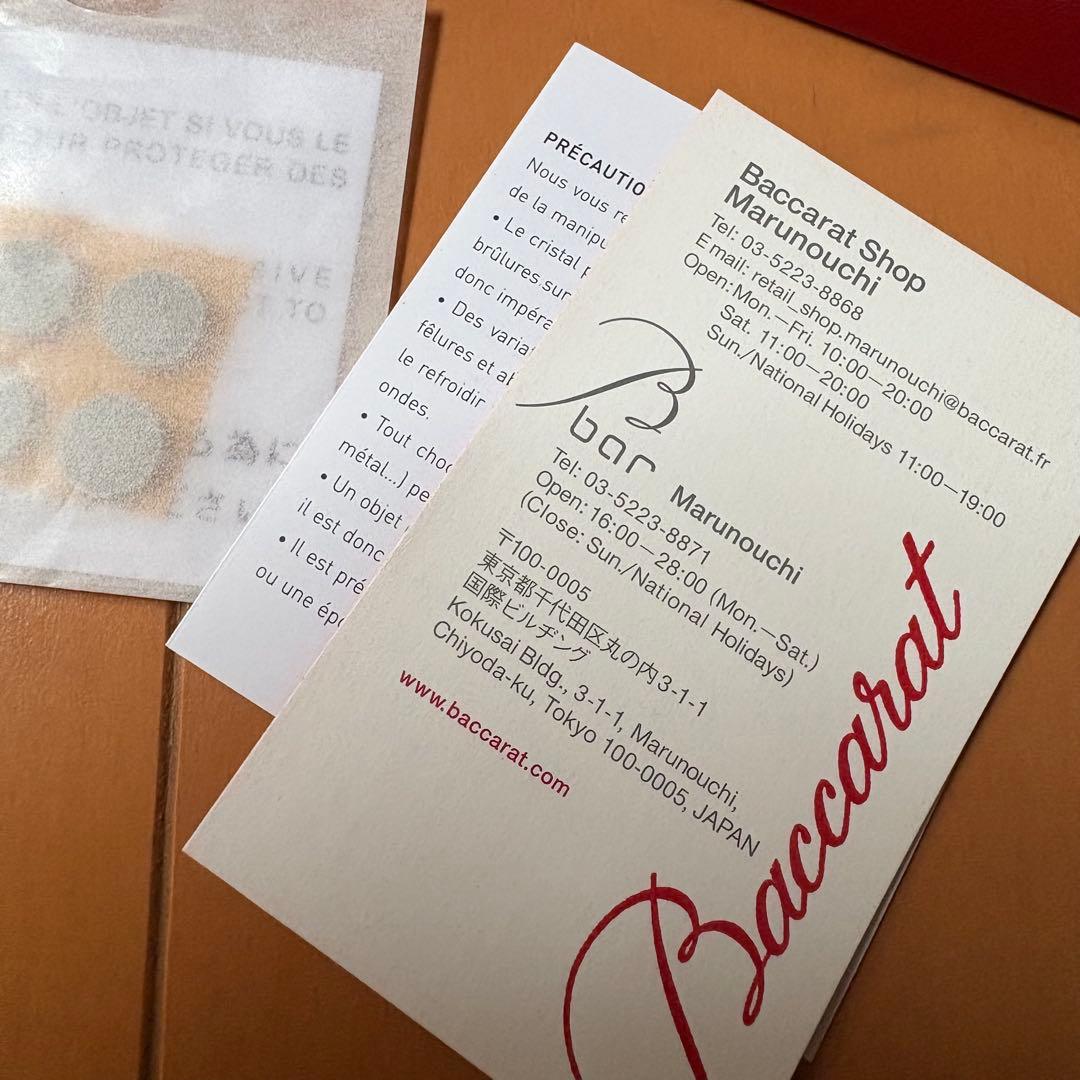 L'OBJET SI VOUS LE
PROTEGER DES
TO
PRÉCAUTIO
Nous vous re
de la manipu
• Le cristal p
brûlures sur
donc impéra
• Des varia
fêlures et
le refroidir
ondes.
• Tout choc
métal...) pe
• Un objet
il est donc
• Il est pré
ou une épo
Baccarat Shop
Marunouchi
Tel: 03-5223-8868
Email: retail_shop.marunouchi@baccarat.fr
Open:Mon.—Fri. 10:00—20:00
Sat. 11:00—20:00
Sun./National Holidays 11:00—19:00
B
bar Marunouchi
Tel: 03-5223-8871
Open: 16:00—28:00 (Mon.—Sat.)
(Close: Sun./National Holidays)
〒100-0005
東京都千代田区丸の内3-1-1
国際ビルヂング
Kokusai Bldg., 3-1-1, Marunouchi,
Chiyoda-ku, Tokyo 100-0005, JAPAN
www.baccarat.com
Baccarat